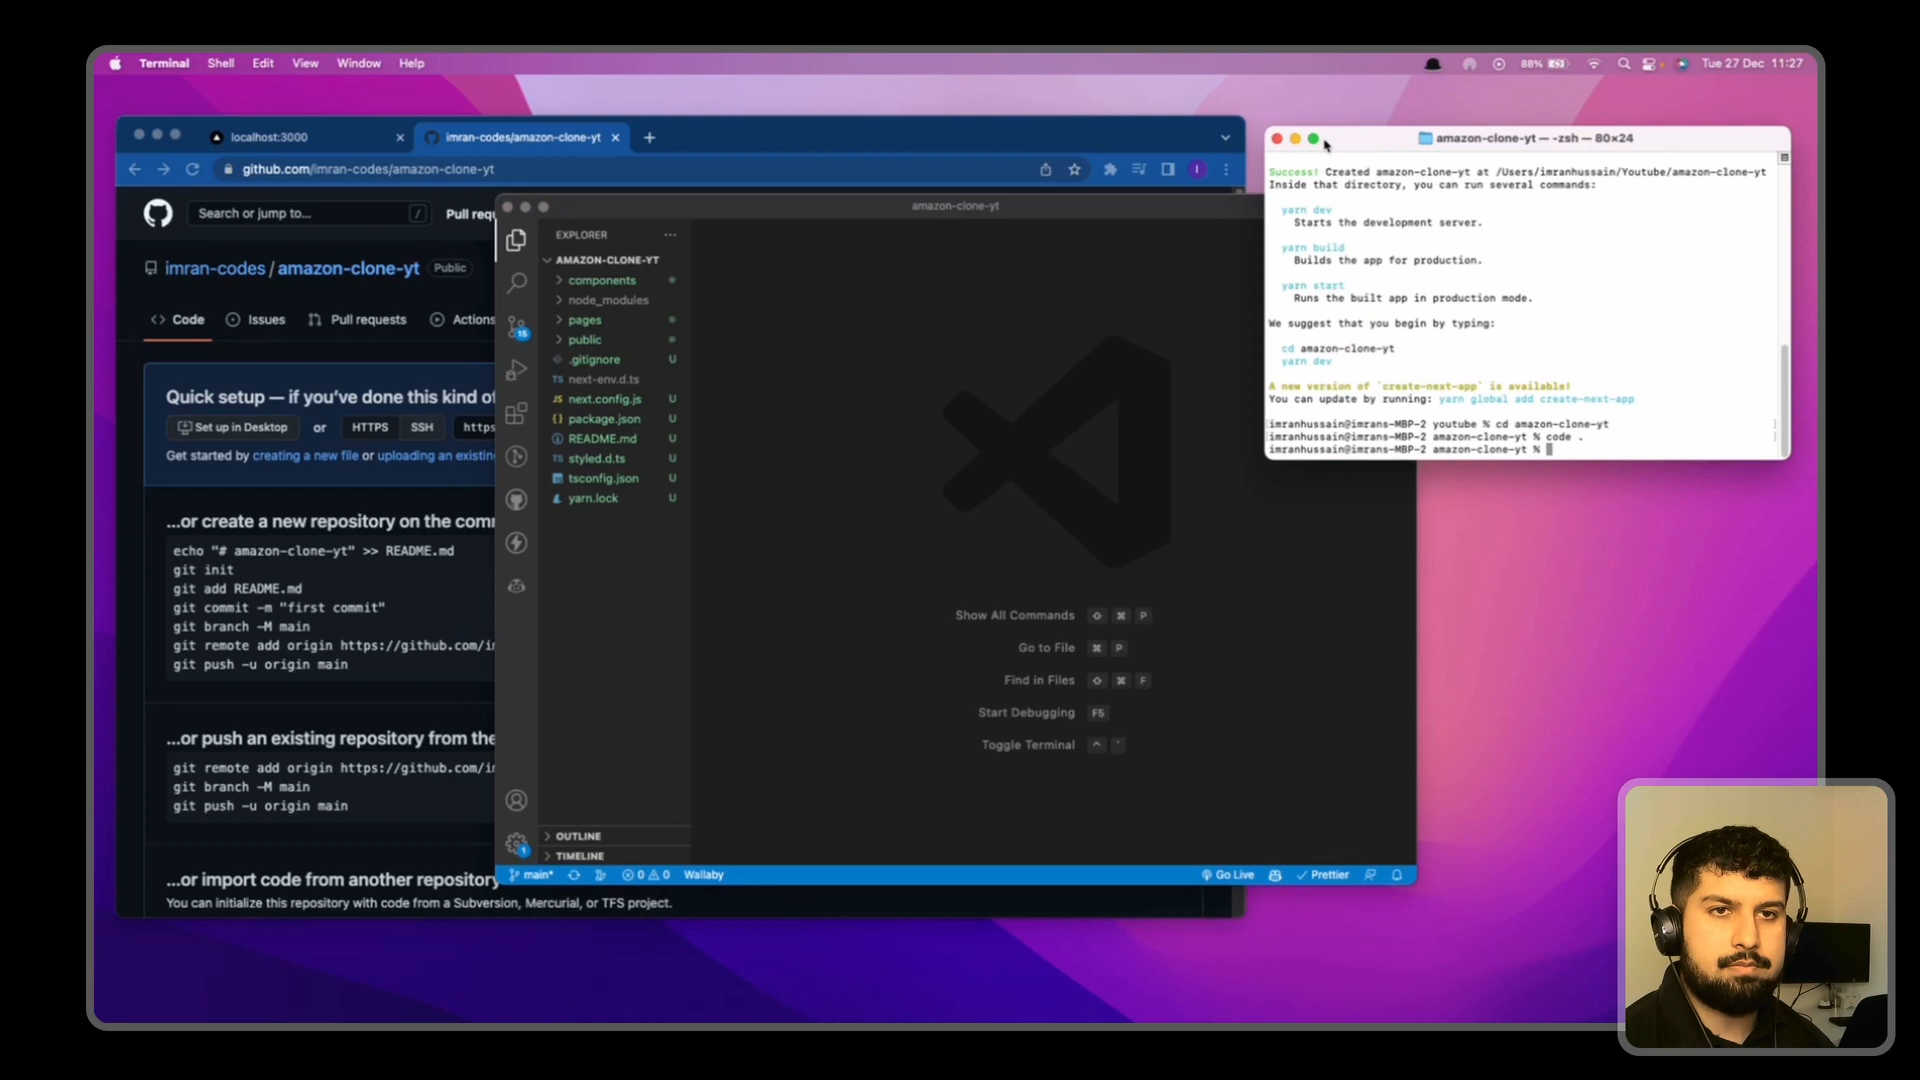 Terminal Shell Edit View Window Help
88% Tue 27 Dec 11:27
localhost:3000
imran-codes/amazon-clone-yt
github.com/imran-codes/amazon-clone-yt
Search or jump to... /
Pull requ
imran-codes / amazon-clone-yt Public
Code Issues Pull requests Actions
Quick setup — if you've done this kind of
Set up in Desktop or HTTPS SSH https
Get started by creating a new file or uploading an existin
...or create a new repository on the comm
echo "# amazon-clone-yt" >> README.md
git init
git add README.md
git commit -m "first commit"
git branch -M main
git remote add origin https://github.com/i
git push -u origin main
...or push an existing repository from the
git remote add origin https://github.com/i
git branch -M main
git push -u origin main
...or import code from another repository
You can initialize this repository with code from a Subversion, Mercurial, or TFS project.
amazon-clone-yt
EXPLORER
AMAZON-CLONE-YT
components
node_modules
pages
public
.gitignore U
TS next-env.d.ts
JS next.config.js U
{} package.json U
README.md U
TS styled.d.ts U
tsconfig.json U
yarn.lock U
15
1
OUTLINE
TIMELINE
Show All Commands ⇧ ⌘ P
Go to File ⌘ P
Find in Files ⇧ ⌘ F
Start Debugging F5
Toggle Terminal ^ `
main* 0 0 Wallaby
Go Live Prettier
amazon-clone-yt — -zsh — 80×24
Success! Created amazon-clone-yt at /Users/imranhussain/Youtube/amazon-clone-yt
Inside that directory, you can run several commands:
yarn dev
Starts the development server.
yarn build
Builds the app for production.
yarn start
Runs the built app in production mode.
We suggest that you begin by typing:
cd amazon-clone-yt
yarn dev
A new version of `create-next-app` is available!
You can update by running: yarn global add create-next-app
[imranhussain@imrans-MBP-2 youtube % cd amazon-clone-yt ]
[imranhussain@imrans-MBP-2 amazon-clone-yt % code . ]
imranhussain@imrans-MBP-2 amazon-clone-yt %